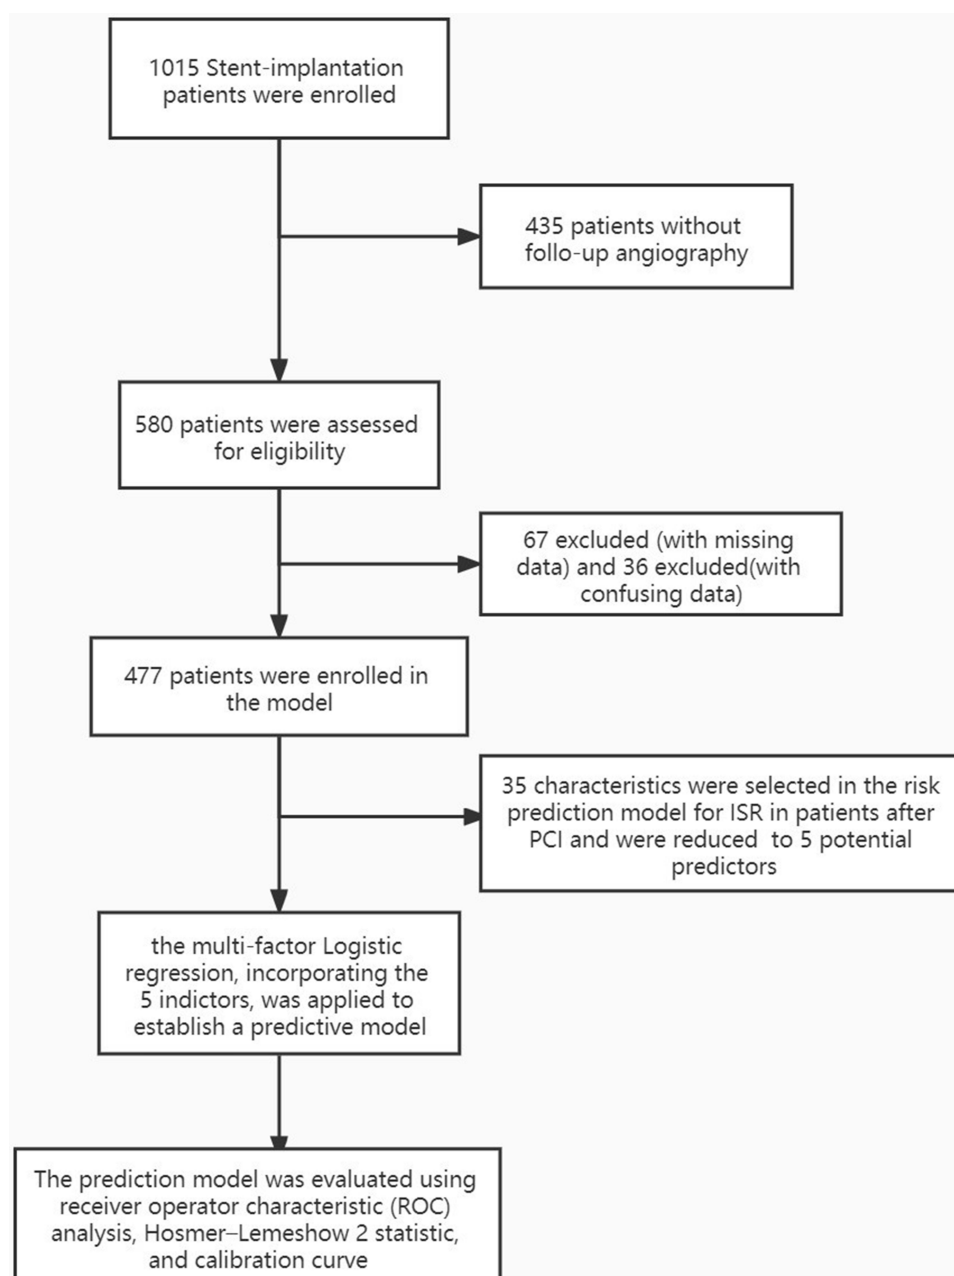 1015 Stent-implantation
patients were enrolled
435 patients without
follo-up angiography
580 patients were assessed
for eligibility
67 excluded (with missing
data) and 36 excluded(with
confusing data)
477 patients were enrolled in
the model
35 characteristics were selected in the risk
prediction model for ISR in patients after
PCI and were reduced  to 5 potential
predictors
the multi-factor Logistic
regression, incorporating the
5 indictors, was applied to
establish a predictive model
The prediction model was evaluated using
receiver operator characteristic (ROC)
analysis, Hosmer–Lemeshow 2 statistic,
and calibration curve